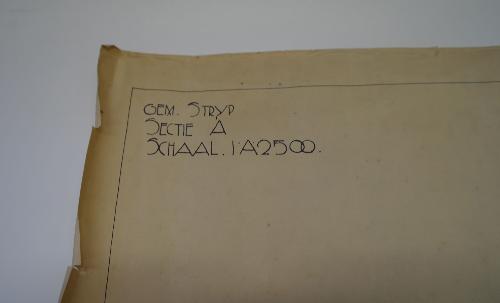 GEM. STRYP
SECTIE A
SCHAAL. 1 A 2500.